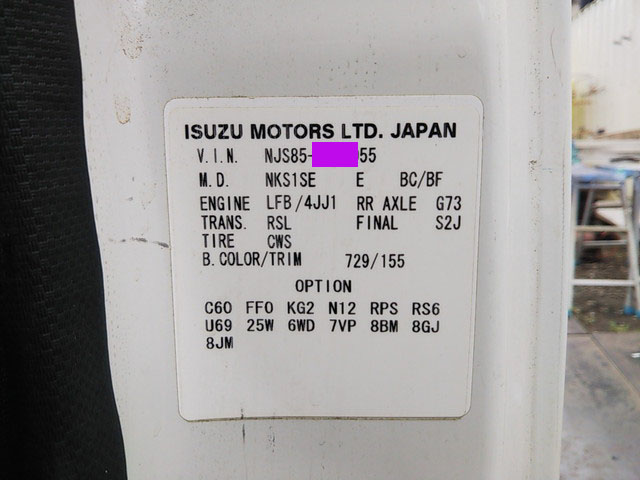 ISUZU MOTORS LTD. JAPAN
V.I.N. NJS85- 55
M.D. NKS1SE E BC/BF
ENGINE LFB/4JJ1 RR AXLE G73
TRANS. RSL FINAL S2J
TIRE CWS
B.COLOR/TRIM 729/155
OPTION
C60 FF0 KG2 N12 RPS RS6
U69 25W 6WD 7VP 8BM 8GJ
8JM